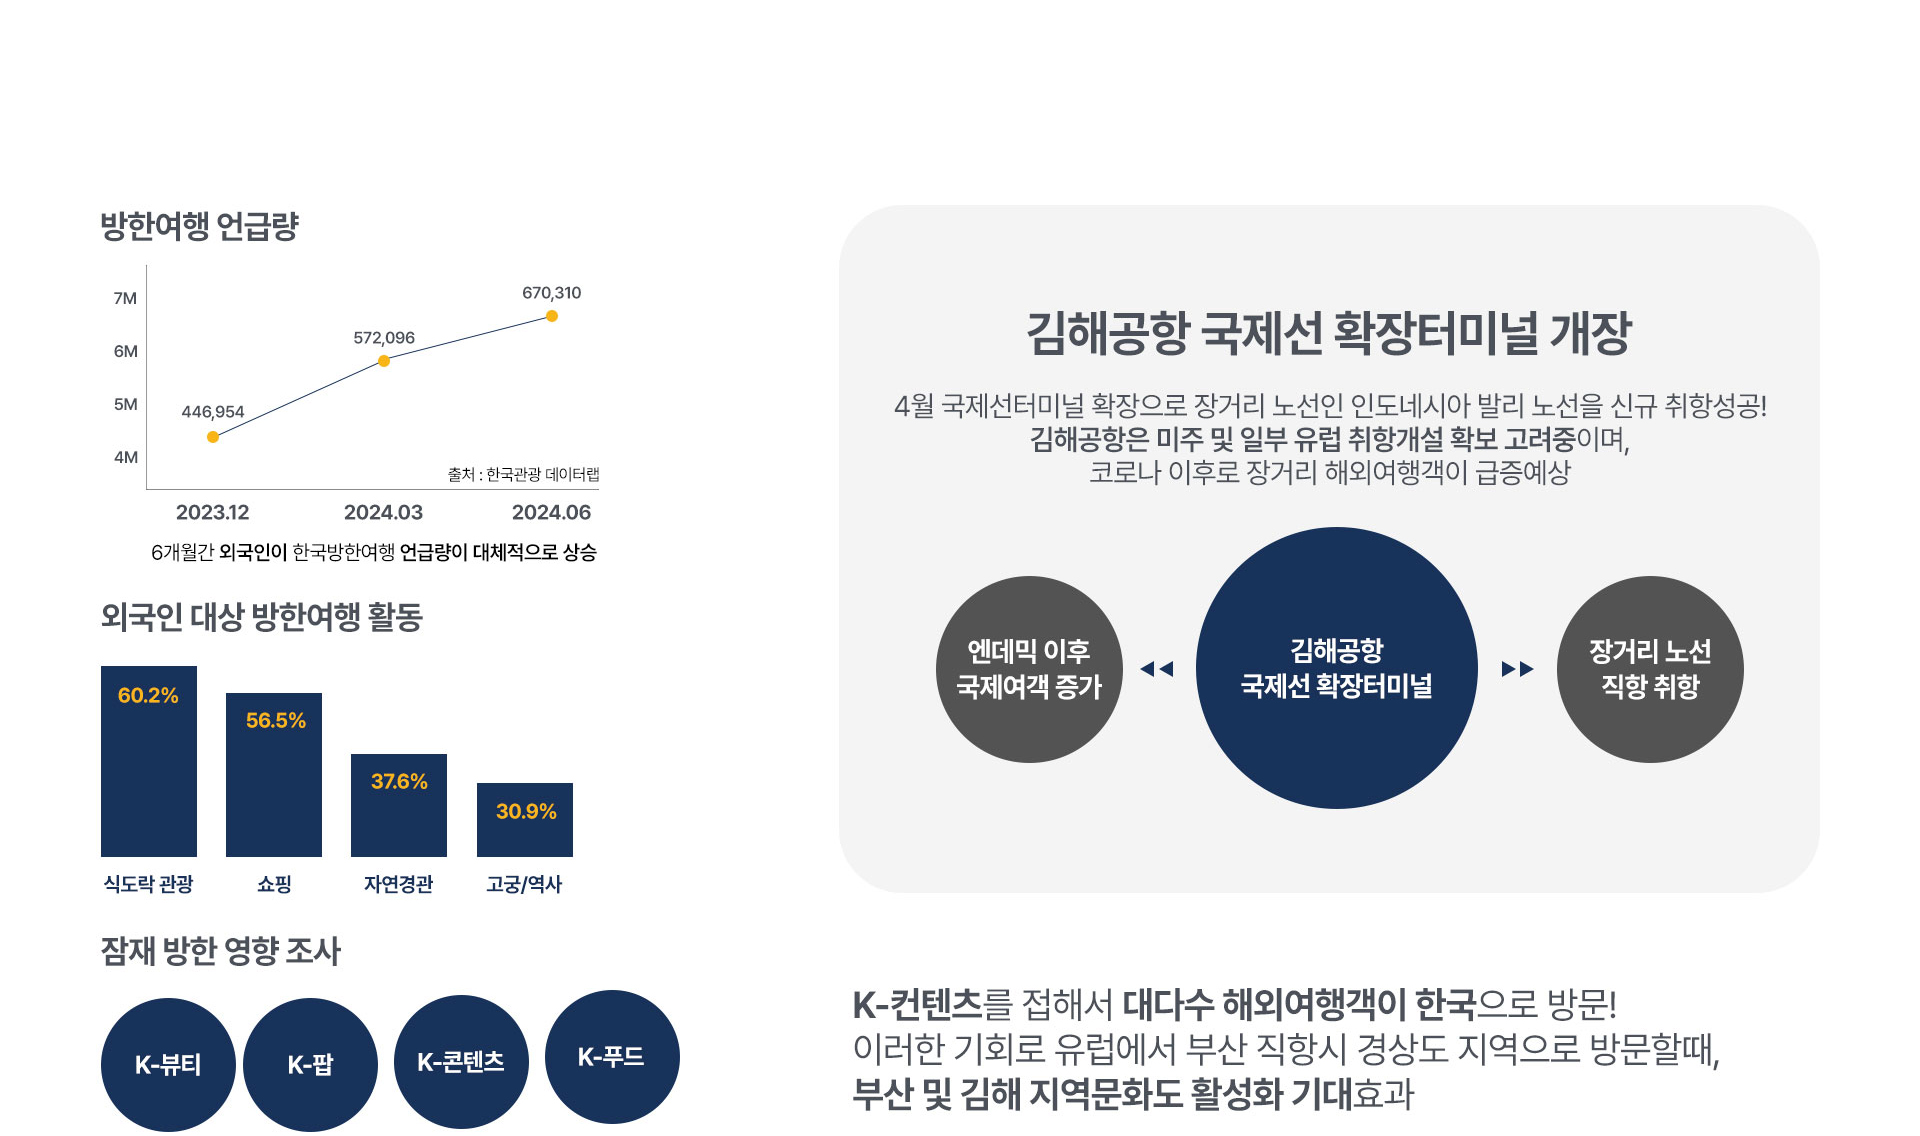 방한여행 언급량
7M
6M
5M
4M
446,954
572,096
670,310
출처 : 한국관광 데이터랩
2023.12
2024.03
2024.06
6개월간 외국인이 한국방한여행 언급량이 대체적으로 상승
외국인 대상 방한여행 활동
60.2%
56.5%
37.6%
30.9%
식도락 관광
쇼핑
자연경관
고궁/역사
잠재 방한 영향 조사
K-뷰티
K-팝
K-콘텐츠
K-푸드
김해공항 국제선 확장터미널 개장
4월 국제선터미널 확장으로 장거리 노선인 인도네시아 발리 노선을 신규 취항성공!
김해공항은 미주 및 일부 유럽 취항개설 확보 고려중이며,
코로나 이후로 장거리 해외여행객이 급증예상
엔데믹 이후
국제여객 증가
김해공항
국제선 확장터미널
장거리 노선
직항 취항
K-컨텐츠를 접해서 대다수 해외여행객이 한국으로 방문!
이러한 기회로 유럽에서 부산 직항시 경상도 지역으로 방문할때,
부산 및 김해 지역문화도 활성화 기대효과